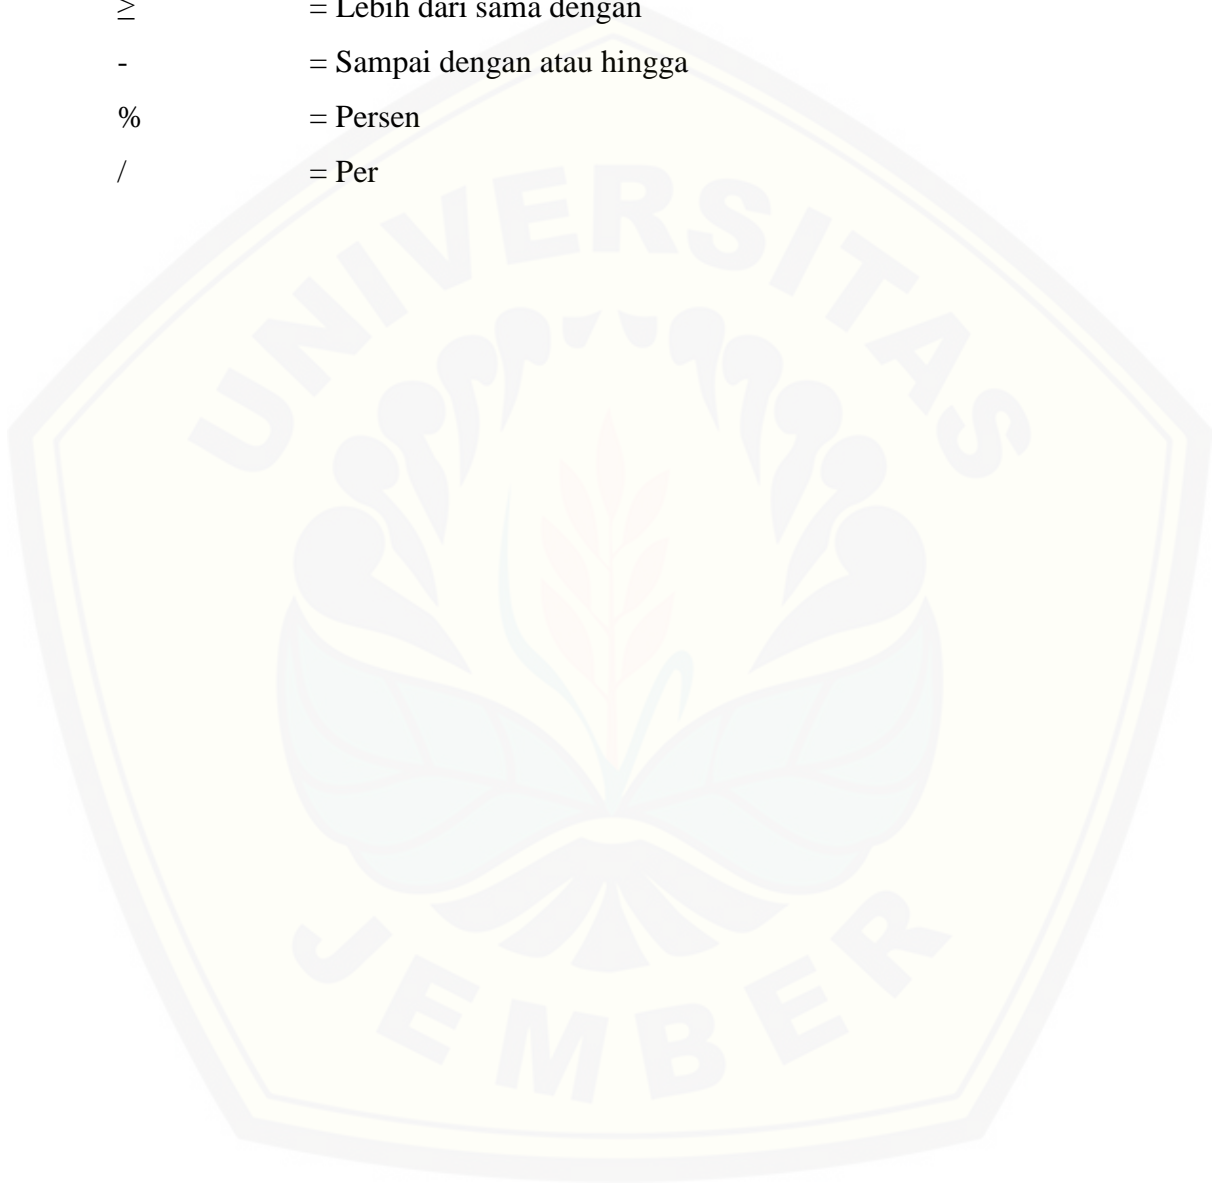 ≥ = Lebih dari sama dengan
- = Sampai dengan atau hingga
% = Persen
/ = Per
UNIVERSITAS
JEMBER